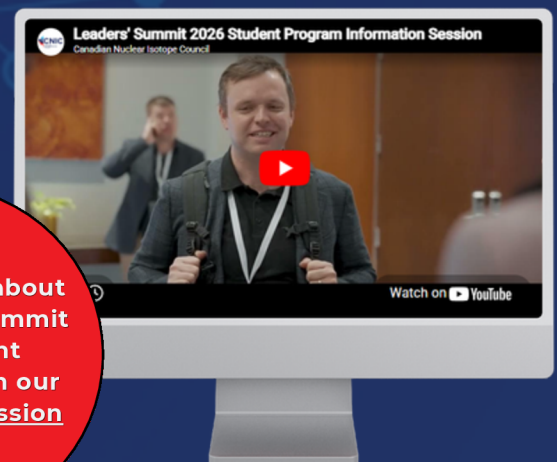 CNIC
Leaders' Summit 2026 Student Program Information Session
Canadian Nuclear Isotope Council
Watch on YouTube
about
mmit
nt
n our
ssion